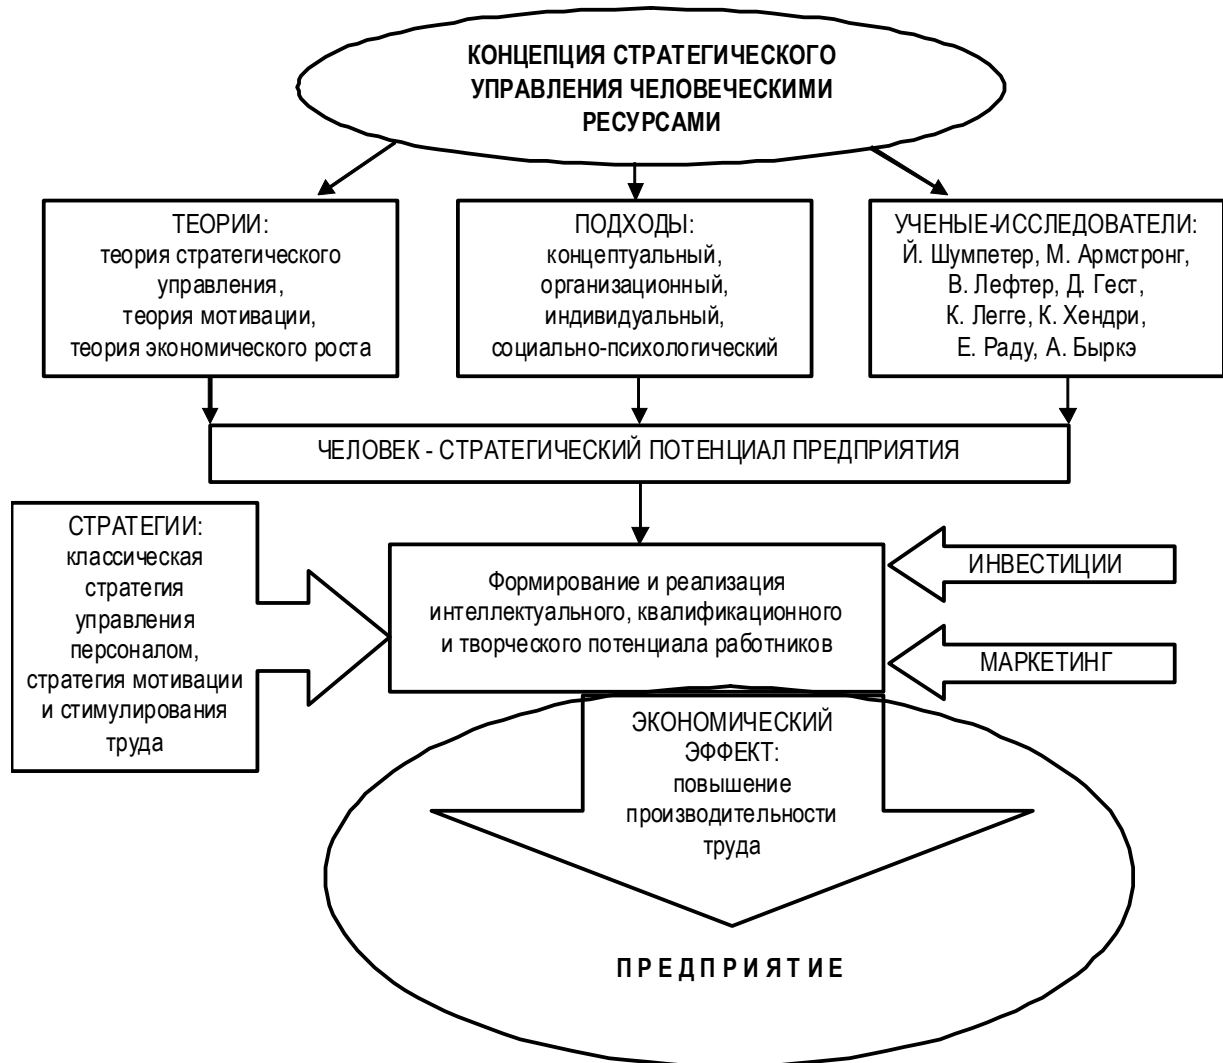 КОНЦЕПЦИЯ СТРАТЕГИЧЕСКОГО
УПРАВЛЕНИЯ ЧЕЛОВЕЧЕСКИМИ
РЕСУРСАМИ
ТЕОРИИ:
теория стратегического
управления,
теория мотивации,
теория экономического роста
ПОДХОДЫ:
концептуальный,
организационный,
индивидуальный,
социально-психологический
УЧЕНЫЕ-ИССЛЕДОВАТЕЛИ:
Й. Шумпетер, М. Армстронг,
В. Лефтер, Д. Гест,
К. Легге, К. Хендри,
Е. Раду, А. Быркэ
ЧЕЛОВЕК - СТРАТЕГИЧЕСКИЙ ПОТЕНЦИАЛ ПРЕДПРИЯТИЯ
СТРАТЕГИИ:
классическая
стратегия
управления
персоналом,
стратегия мотивации
и стимулирования
труда
Формирование и реализация
интеллектуального, квалификационного
и творческого потенциала работников
ИНВЕСТИЦИИ
МАРКЕТИНГ
ЭКОНОМИЧЕСКИЙ
ЭФФЕКТ:
повышение
производительности
труда
ПРЕДПРИЯТИЕ